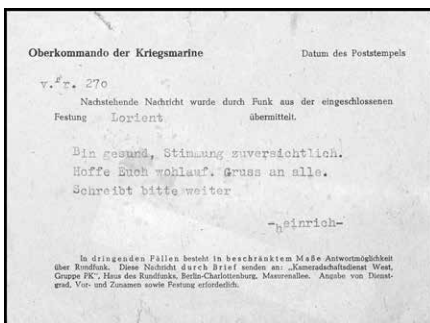 Oberkommando der Kriegsmarine Datum des Poststempels
v.Fr. 270
Nachstehende Nachricht wurde durch Funk aus der eingeschlossenen
Festung Lorient übermittelt.
Bin gesund, Stimmung zuversichtlich.
Hoffe Euch wohlauf. Gruss an alle.
Schreibt bitte weiter
-heinrich-
In dringenden Fällen besteht in beschränktem Maße Antwortmöglichkeit
über Rundfunk. Diese Nachricht durch Brief senden an: „Kameradschaftsdienst West,
Gruppe PK“, Haus des Rundfunks, Berlin-Charlottenburg, Masurenallee. Angabe von Dienst-
grad, Vor- und Zunamen sowie Festung erforderlich.